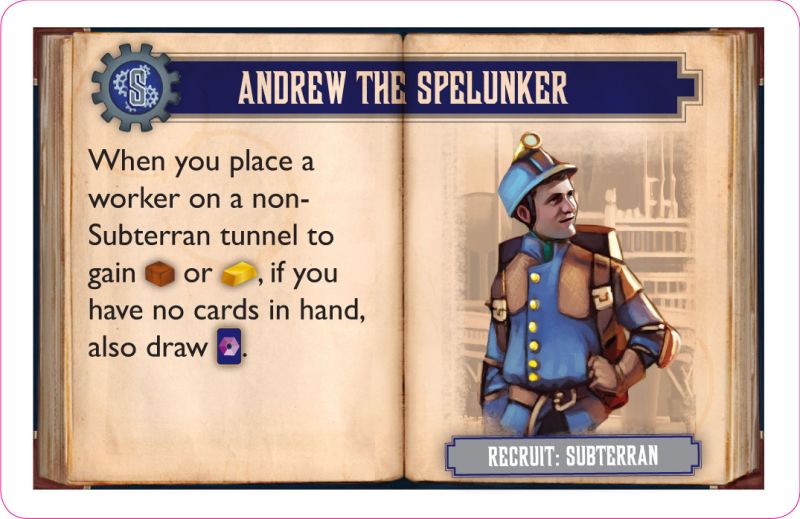 S
ANDREW THE SPELUNKER
When you place a
worker on a non-
Subterran tunnel to
gain or , if you
have no cards in hand,
also draw .
RECRUIT: SUBTERRAN